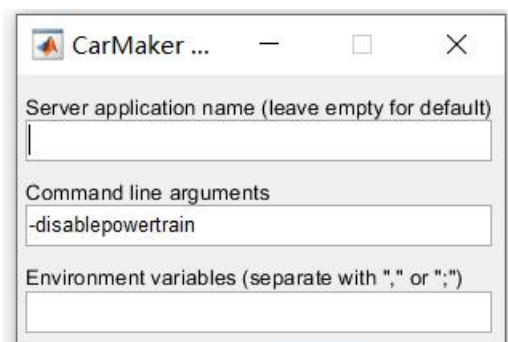 CarMaker ...
Server application name (leave empty for default)
Command line arguments
-disablepowertrain
Environment variables (separate with "," or ";")